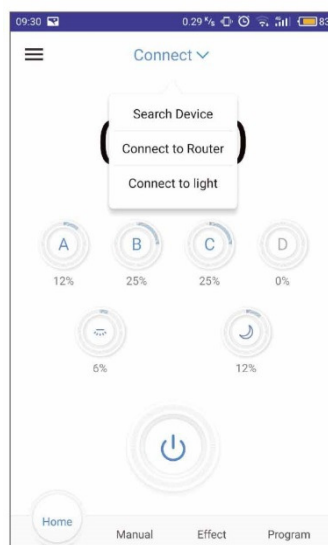 09:30 0.29 K/s 83
Connect
Search Device
Connect to Router
Connect to light
A B C D
12% 25% 25% 0%
6% 12%
Home Manual Effect Program